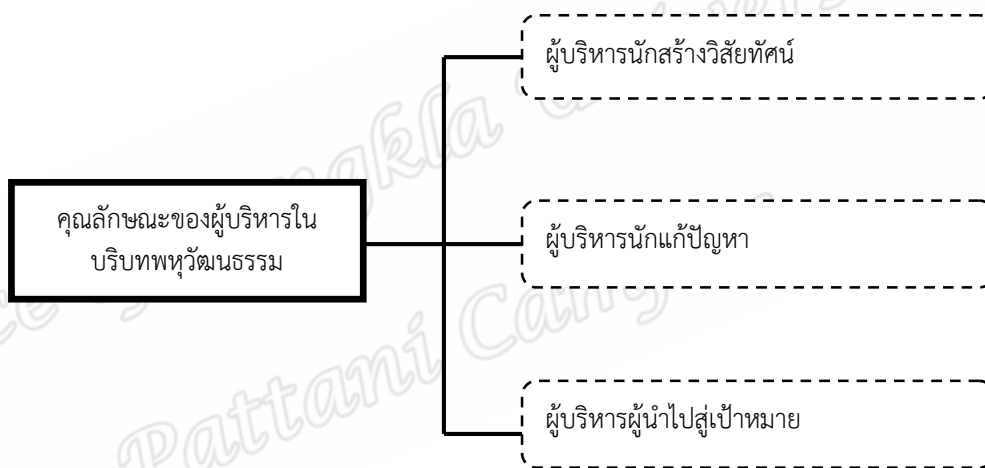 ผู้บริหารนักสร้างวิสัยทัศน์
คุณลักษณะของผู้บริหารใน
บริบทพหุวัฒนธรรม
ผู้บริหารนักแก้ปัญหา
ผู้บริหารผู้นำไปสู่เป้าหมาย
Pattani